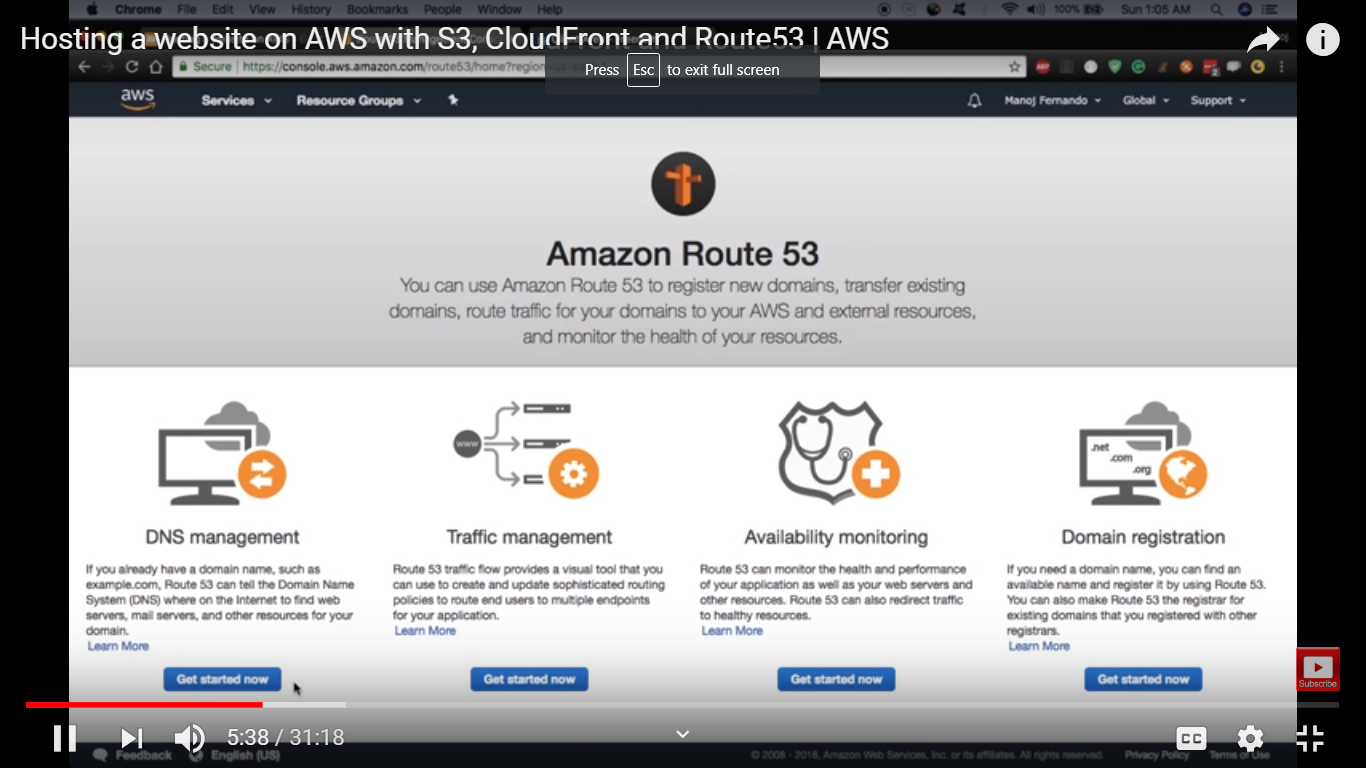 Chrome File Edit View History Bookmarks People Window Help 100% Sun 1:05 AM
Hosting a website on AWS with S3, CloudFront and Route53 | AWS
Secure | https://console.aws.amazon.com/route53/home?region
Press Esc to exit full screen
aws Services Resource Groups Manoj Fernando Global Support
Amazon Route 53
You can use Amazon Route 53 to register new domains, transfer existing
domains, route traffic for your domains to your AWS and external resources,
and monitor the health of your resources.
www
.net
.com
.org
DNS management
If you already have a domain name, such as
example.com, Route 53 can tell the Domain Name
System (DNS) where on the Internet to find web
servers, mail servers, and other resources for your
domain.
Learn More
Get started now
Traffic management
Route 53 traffic flow provides a visual tool that you
can use to create and update sophisticated routing
policies to route end users to multiple endpoints
for your application.
Learn More
Get started now
Availability monitoring
Route 53 can monitor the health and performance
of your application as well as your web servers and
other resources. Route 53 can also redirect traffic
to healthy resources.
Learn More
Get started now
Domain registration
If you need a domain name, you can find an
available name and register it by using Route 53.
You can also make Route 53 the registrar for
existing domains that you registered with other
registrars.
Learn More
Get started now
Subscribe
5:38 / 31:18
CC
Feedback English (US) © 2008 - 2018, Amazon Web Services, Inc. or its affiliates. All rights reserved. Privacy Policy Terms of Use